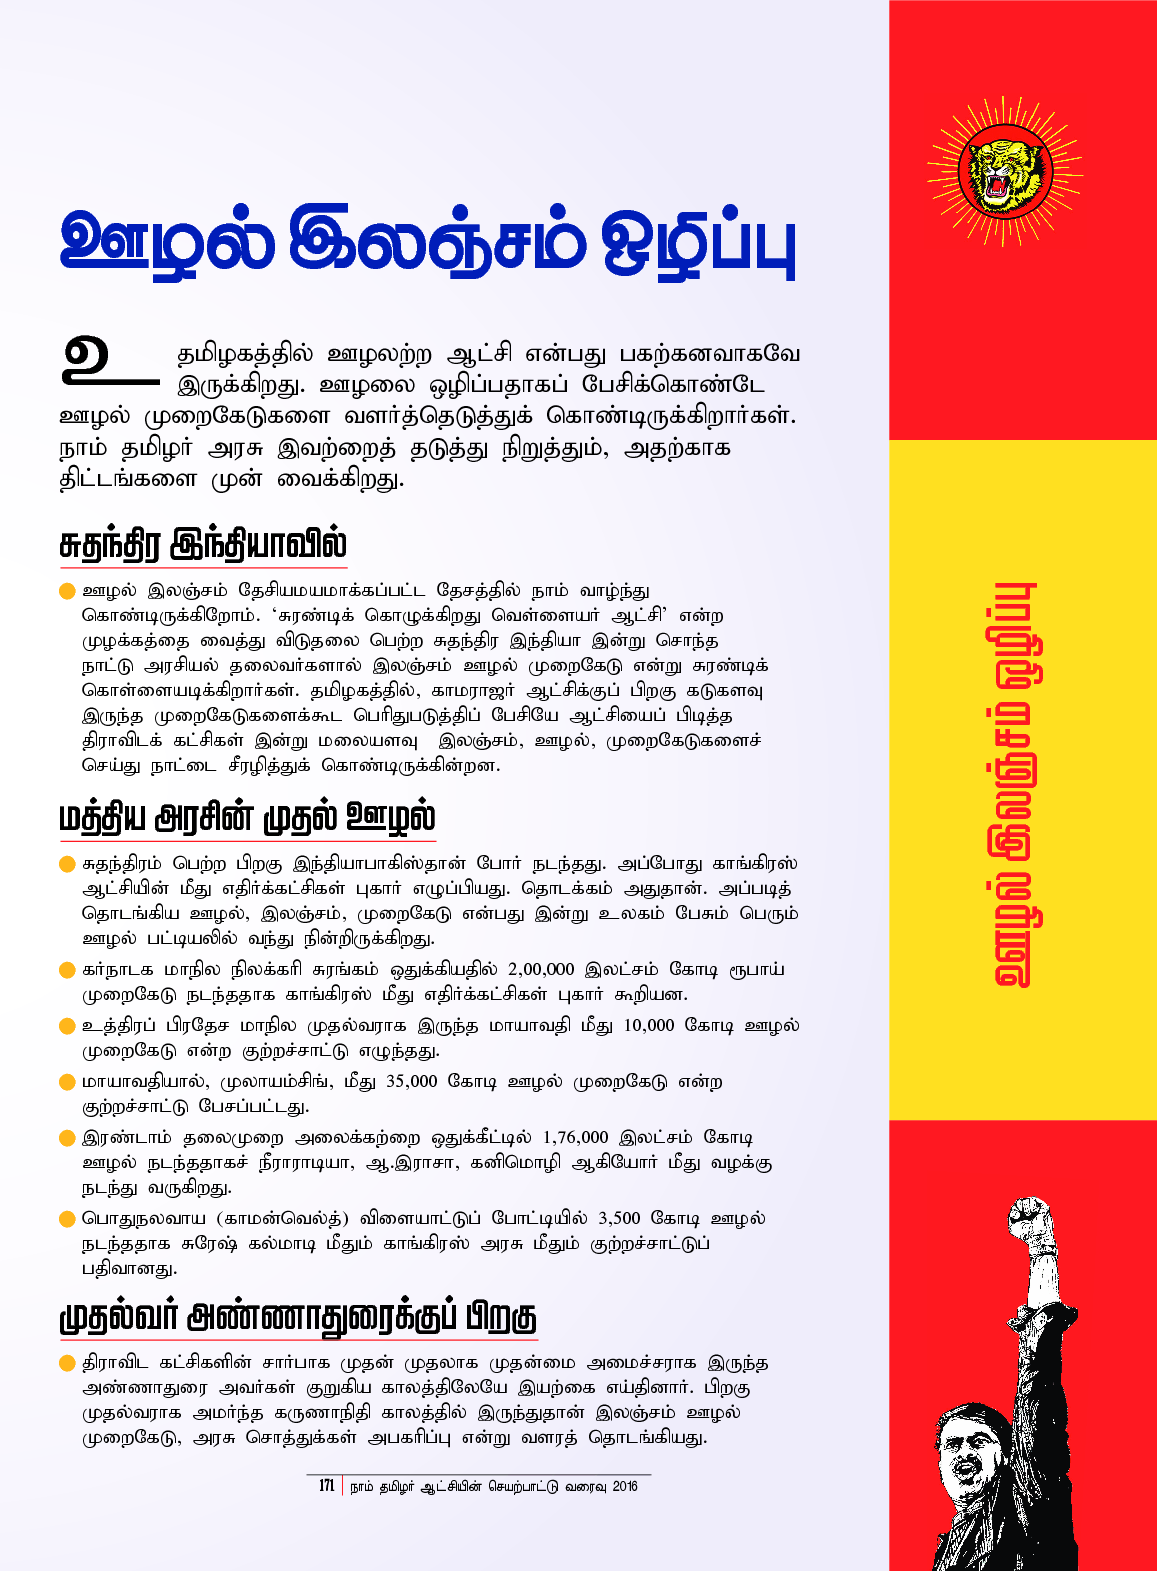 ஊழல் இலஞ்சம் ஒழிப்பு
உ தமிழகத்தில் ஊழலற்ற ஆட்சி என்பது பகற்கனவாகவே
இருக்கிறது. ஊழலை ஒழிப்பதாகப் பேசிக்கொண்டே
ஊழல் முறைகேடுகளை வளர்த்தெடுத்துக் கொண்டிருக்கிறார்கள்.
நாம் தமிழர் அரசு இவற்றைத் தடுத்து நிறுத்தும், அதற்காக
திட்டங்களை முன் வைக்கிறது.
சுதந்திர இந்தியாவில்
ஊழல் இலஞ்சம் தேசியமயமாக்கப்பட்ட தேசத்தில் நாம் வாழ்ந்து
கொண்டிருக்கிறோம். ‘சுரண்டிக் கொழுக்கிறது வெள்ளையர் ஆட்சி’ என்ற
முழக்கத்தை வைத்து விடுதலை பெற்ற சுதந்திர இந்தியா இன்று சொந்த
நாட்டு அரசியல் தலைவர்களால் இலஞ்சம் ஊழல் முறைகேடு என்று சுரண்டிக்
கொள்ளையடிக்கிறார்கள். தமிழகத்தில், காமராஜர் ஆட்சிக்குப் பிறகு கடுகளவு
இருந்த முறைகேடுகளைக்கூட பெரிதுபடுத்திப் பேசியே ஆட்சியைப் பிடித்த
திராவிடக் கட்சிகள் இன்று மலையளவு இலஞ்சம், ஊழல், முறைகேடுகளைச்
செய்து நாட்டை சீரழித்துக் கொண்டிருக்கின்றன.
மத்திய அரசின் முதல் ஊழல்
சுதந்திரம் பெற்ற பிறகு இந்தியாபாகிஸ்தான் போர் நடந்தது. அப்போது காங்கிரஸ்
ஆட்சியின் மீது எதிர்க்கட்சிகள் புகார் எழுப்பியது. தொடக்கம் அதுதான். அப்படித்
தொடங்கிய ஊழல், இலஞ்சம், முறைகேடு என்பது இன்று உலகம் பேசும் பெரும்
ஊழல் பட்டியலில் வந்து நின்றிருக்கிறது.
கர்நாடக மாநில நிலக்கரி சுரங்கம் ஒதுக்கியதில் 2,00,000 இலட்சம் கோடி ரூபாய்
முறைகேடு நடந்ததாக காங்கிரஸ் மீது எதிர்க்கட்சிகள் புகார் கூறியன.
உத்திரப் பிரதேச மாநில முதல்வராக இருந்த மாயாவதி மீது 10,000 கோடி ஊழல்
முறைகேடு என்ற குற்றச்சாட்டு எழுந்தது.
மாயாவதியால், முலாயம்சிங், மீது 35,000 கோடி ஊழல் முறைகேடு என்ற
குற்றச்சாட்டு பேசப்பட்டது.
இரண்டாம் தலைமுறை அலைக்கற்றை ஒதுக்கீட்டில் 1,76,000 இலட்சம் கோடி
ஊழல் நடந்ததாகச் நீராராடியா, ஆ.இராசா, கனிமொழி ஆகியோர் மீது வழக்கு
நடந்து வருகிறது.
பொதுநலவாய (காமன்வெல்த்) விளையாட்டுப் போட்டியில் 3,500 கோடி ஊழல்
நடந்ததாக சுரேஷ் கல்மாடி மீதும் காங்கிரஸ் அரசு மீதும் குற்றச்சாட்டுப்
பதிவானது.
முதல்வர் அண்ணாதுரைக்குப் பிறகு
திராவிட கட்சிகளின் சார்பாக முதன் முதலாக முதன்மை அமைச்சராக இருந்த
அண்ணாதுரை அவர்கள் குறுகிய காலத்திலேயே இயற்கை எய்தினார். பிறகு
முதல்வராக அமர்ந்த கருணாநிதி காலத்தில் இருந்துதான் இலஞ்சம் ஊழல்
முறைகேடு, அரசு சொத்துக்கள் அபகரிப்பு என்று வளரத் தொடங்கியது.
171 நாம் தமிழர் ஆட்சியின் செயற்பாட்டு வரைவு 2016
ஊழல் இலஞ்சம் ஒழிப்பு